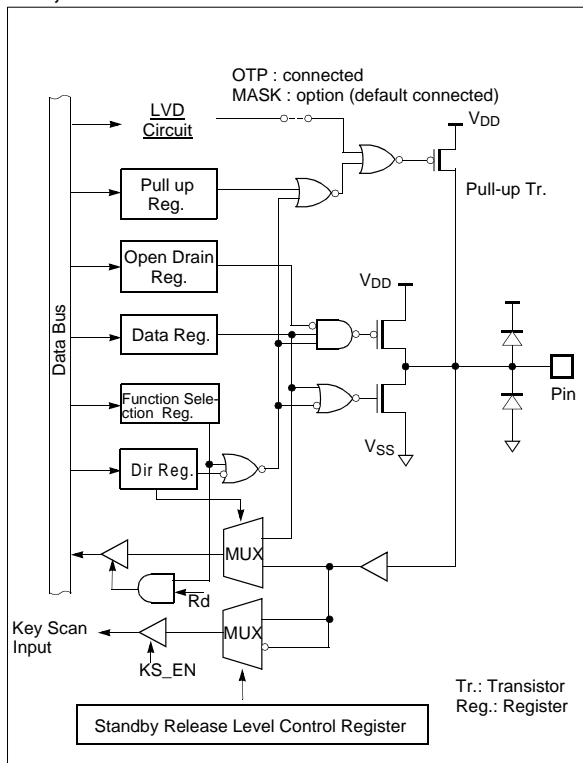 OTP : connected
MASK : option (default connected)
LVD
Circuit
VDD
Pull up
Reg.
Pull-up Tr.
Open Drain
Reg.
VDD
Data Bus
Data Reg.
Function Sele-
ction Reg.
Pin
VSS
Dir Reg.
MUX
Rd
Key Scan
Input
MUX
KS_EN
Tr.: Transistor
Reg.: Register
Standby Release Level Control Register